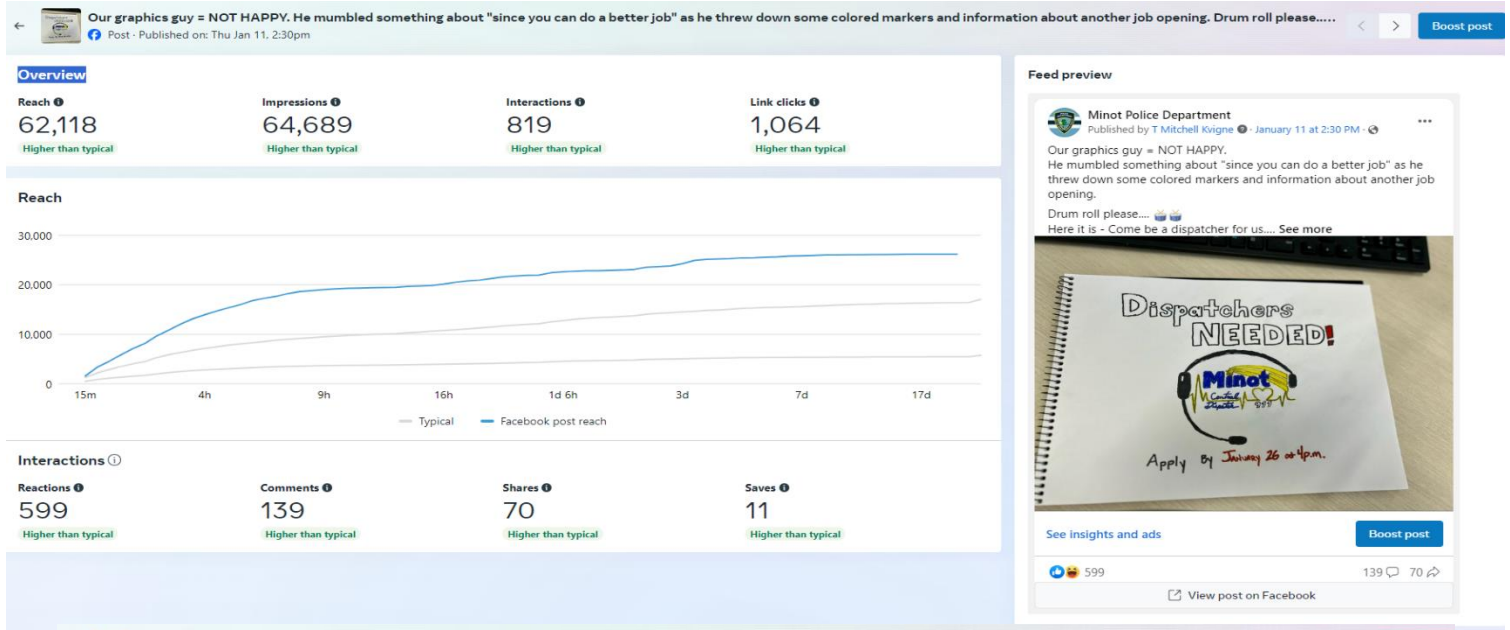 Our graphics guy = NOT HAPPY. He mumbled something about "since you can do a better job" as he threw down some colored markers and information about another job opening. Drum roll please.....
Post · Published on: Thu Jan 11, 2:30pm
Boost post
Overview
Reach Impressions Interactions Link clicks
62,118 64,689 819 1,064
Higher than typical Higher than typical Higher than typical Higher than typical
Reach
30,000
20,000
10,000
0
15m 4h 9h 16h 1d 6h 3d 7d 17d
Typical Facebook post reach
Interactions
Reactions Comments Shares Saves
599 139 70 11
Higher than typical Higher than typical Higher than typical Higher than typical
Feed preview
Minot Police Department
Published by T Mitchell Kvigne · January 11 at 2:30 PM ·
Our graphics guy = NOT HAPPY.
He mumbled something about "since you can do a better job" as he
threw down some colored markers and information about another job
opening.
Drum roll please....
Here it is - Come be a dispatcher for us.... See more
Dispatchers
NEEDED!
Minot
Central
Dispatch
Apply By January 26 at 4p.m.
See insights and ads
Boost post
599 139 70
View post on Facebook